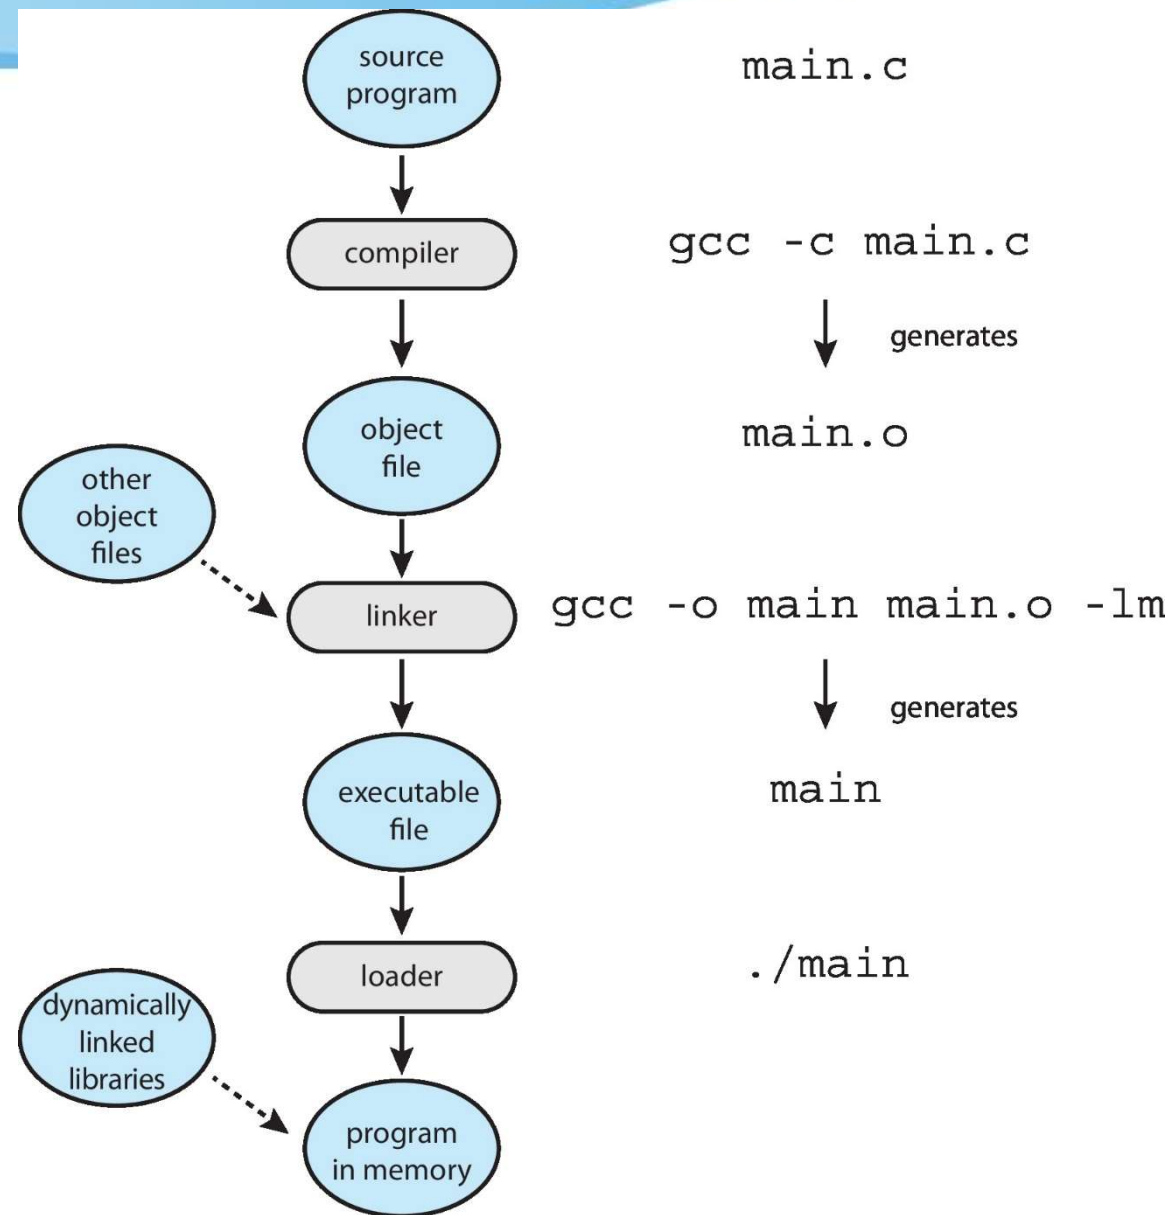 source
program
main.c
compiler
gcc -c main.c
generates
object
file
main.o
other
object
files
linker
gcc -o main main.o -lm
generates
executable
file
main
loader
./main
dynamically
linked
libraries
program
in memory